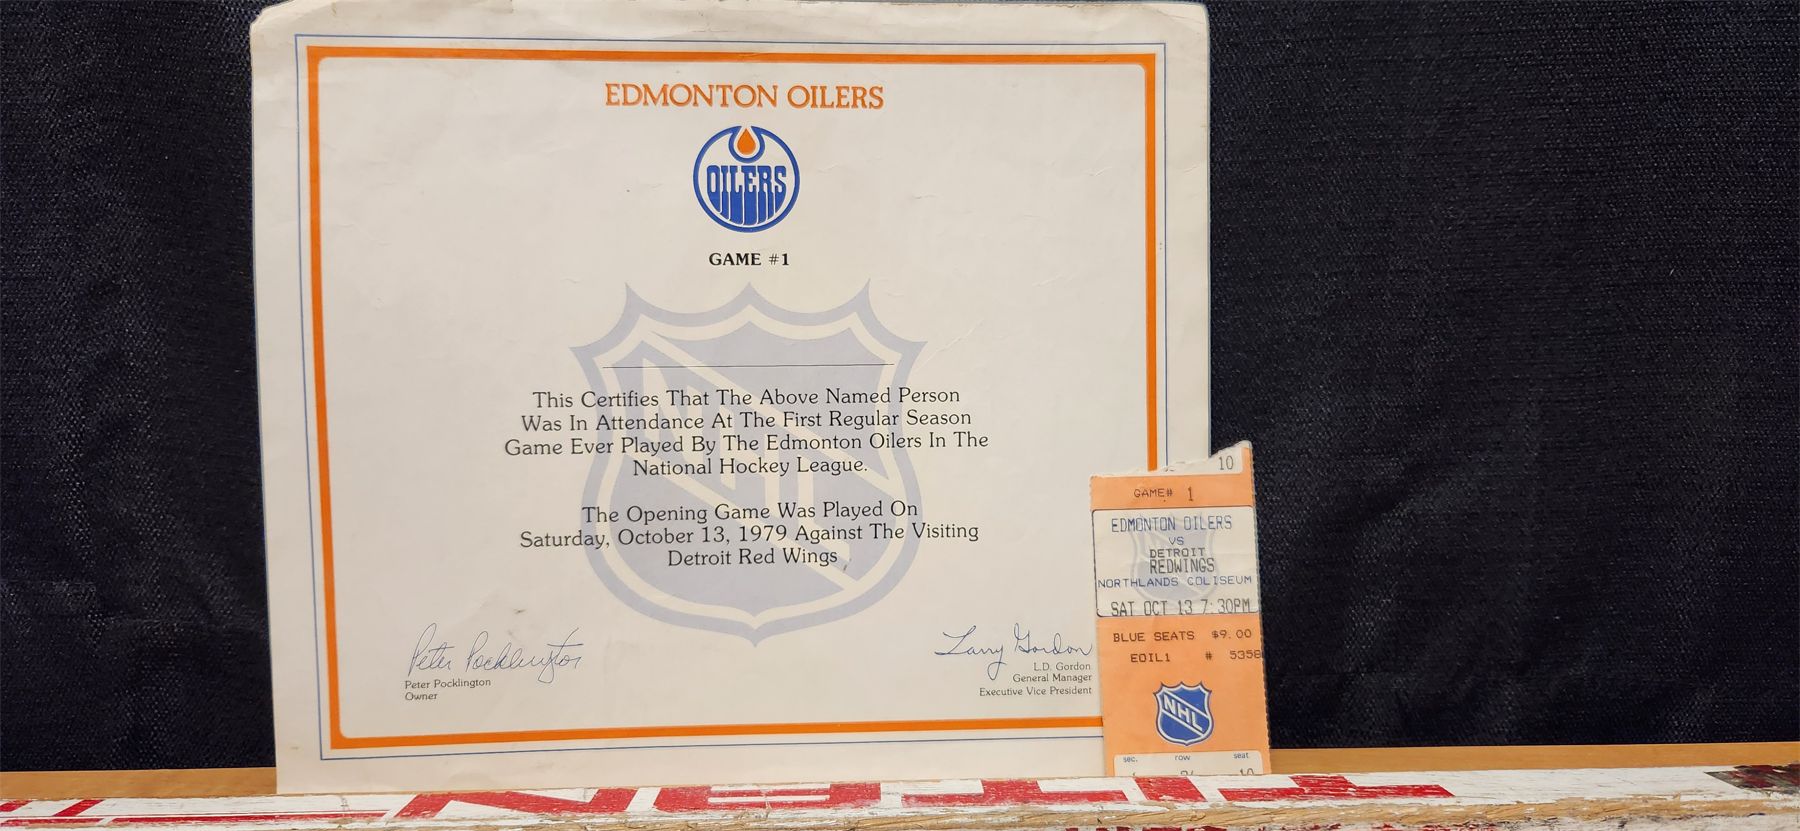 EDMONTON OILERS
OILERS
GAME #1
This Certifies That The Above Named Person
Was In Attendance At The First Regular Season
Game Ever Played By The Edmonton Oilers In The
National Hockey League.
The Opening Game Was Played On
Saturday, October 13, 1979 Against The Visiting
Detroit Red Wings
NHL
Peter Pocklington
Peter Pocklington
Owner
Larry Gordon
L.D. Gordon
General Manager
Executive Vice President
10
GAME# 1
EDMONTON OILERS
VS
DETROIT
REDWINGS
NORTHLANDS COLISEUM
SAT OCT 13 7:30PM
BLUE SEATS $9.00
EOIL1 # 5358
NHL
sec. row seat
10